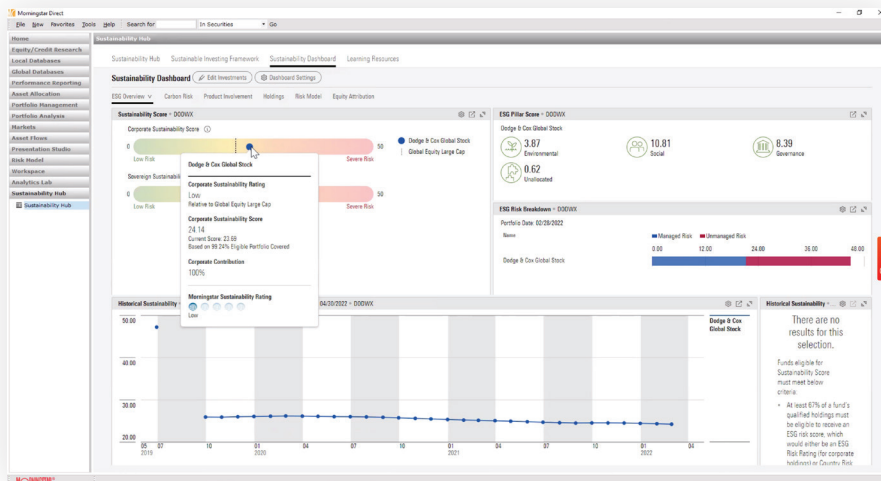 Morningstar Direct
File New Favorites Tools Help Search for In Securities Go
Home
Equity/Credit Research
Local Databases
Global Databases
Performance Reporting
Asset Allocation
Portfolio Management
Portfolio Analysis
Markets
Asset Flows
Presentation Studio
Risk Model
Workspace
Analytics Lab
Sustainability Hub
Sustainability Hub
Sustainability Hub
Sustainability Hub Sustainable Investing Framework Sustainability Dashboard Learning Resources
Sustainability Dashboard Edit Investments Dashboard Settings
ESG Overview Carbon Risk Product Involvement Holdings Risk Model Equity Attribution
Sustainability Score - DODWX
Corporate Sustainability Score
0 50
Low Risk Severe Risk
Dodge & Cox Global Stock
Global Equity Large Cap
Sovereign Sustainabili
0 50
Low Risk Severe Risk
Dodge & Cox Global Stock
Corporate Sustainability Rating
Low
Relative to Global Equity Large Cap
Corporate Sustainability Score
24.14
Current Score: 23.69
Based on 99.24% Eligible Portfolio Covered
Corporate Contribution
100%
Morningstar Sustainability Rating
Low
ESG Pillar Score - DODWX
Dodge & Cox Global Stock
3.87
Environmental
10.81
Social
8.39
Governance
0.62
Unallocated
ESG Risk Breakdown - DODWX
Portfolio Date: 02/28/2022
Name Managed Risk Unmanaged Risk
0.00 12.00 24.00 36.00 48.00
Dodge & Cox Global Stock
Historical Sustainability 04/30/2022 - DODWX
50.00
40.00
30.00
20.00
05 07 10 01 04 07 10 01 04 07 10 01 04
2019 2020 2021 2022
Dodge & Cox
Global Stock
Historical Sustainability - ...
There are no
results for this
selection.
Funds eligible for
Sustainability Score
must meet below
criteria:
• At least 67% of a fund's
qualified holdings must
be eligible to receive an
ESG risk score, which
would either be an ESG
Risk Rating (for corporate
holdings) or Country Risk
MORNINGSTAR